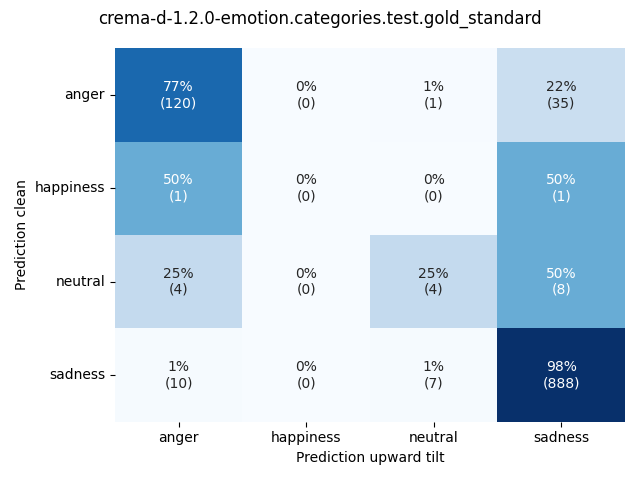 crema-d-1.2.0-emotion.categories.test.gold_standard
anger
77%
(120)
0%
(0)
1%
(1)
22%
(35)
happiness
50%
(1)
0%
(0)
0%
(0)
50%
(1)
neutral
25%
(4)
0%
(0)
25%
(4)
50%
(8)
sadness
1%
(10)
0%
(0)
1%
(7)
98%
(888)
Prediction clean
anger
happiness
neutral
sadness
Prediction upward tilt